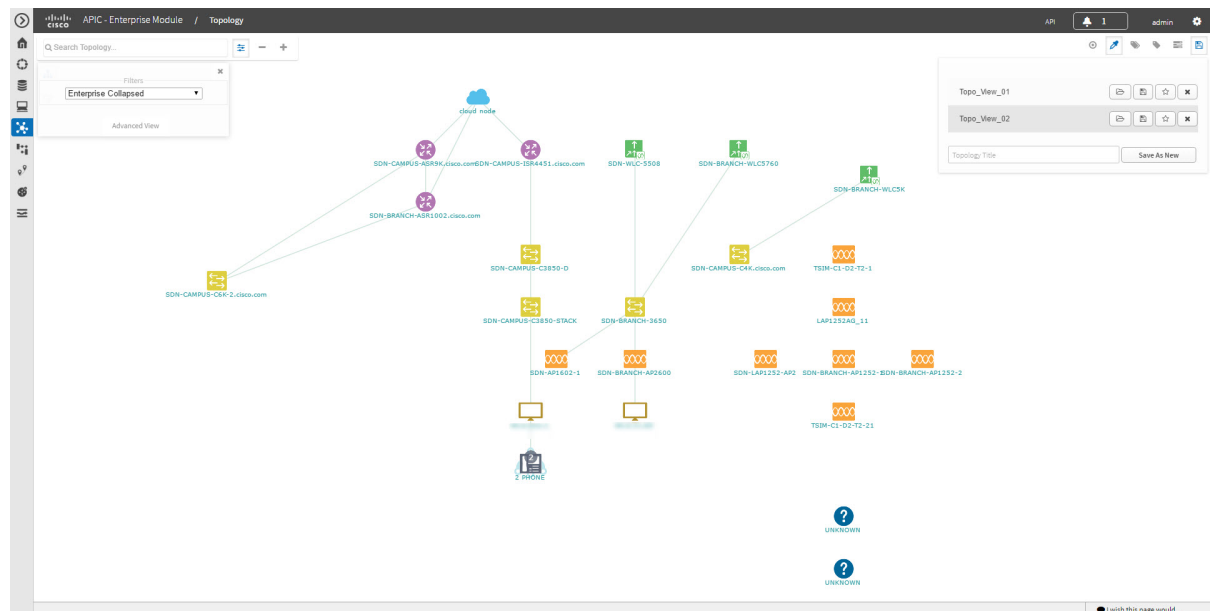 cisco APIC - Enterprise Module / Topology
API 1 admin
Search Topology...
Filters
Enterprise Collapsed
Advanced View
Topo_View_01
Topo_View_02
Topology Title Save As New
cloud node
SDN-CAMPUS-ASR9K.cisco.com
SDN-CAMPUS-ISR4451.cisco.com
SDN-WLC-5508
SDN-BRANCH-WLC5760
SDN-BRANCH-WLC5K
SDN-BRANCH-ASR1002.cisco.com
SDN-CAMPUS-C3850-D
SDN-CAMPUS-C4K.cisco.com
TSIM-C1-D2-T2-1
SDN-CAMPUS-C6K-2.cisco.com
SDN-CAMPUS-C3850-STACK
SDN-BRANCH-3650
LAP1252AG_11
SDN-AP1602-1
SDN-BRANCH-AP2600
SDN-LAP1252-AP2
SDN-BRANCH-AP1252-
SDN-BRANCH-AP1252-2
TSIM-C1-D2-T2-21
2
2 PHONE
?
UNKNOWN
?
UNKNOWN
I wish this page would